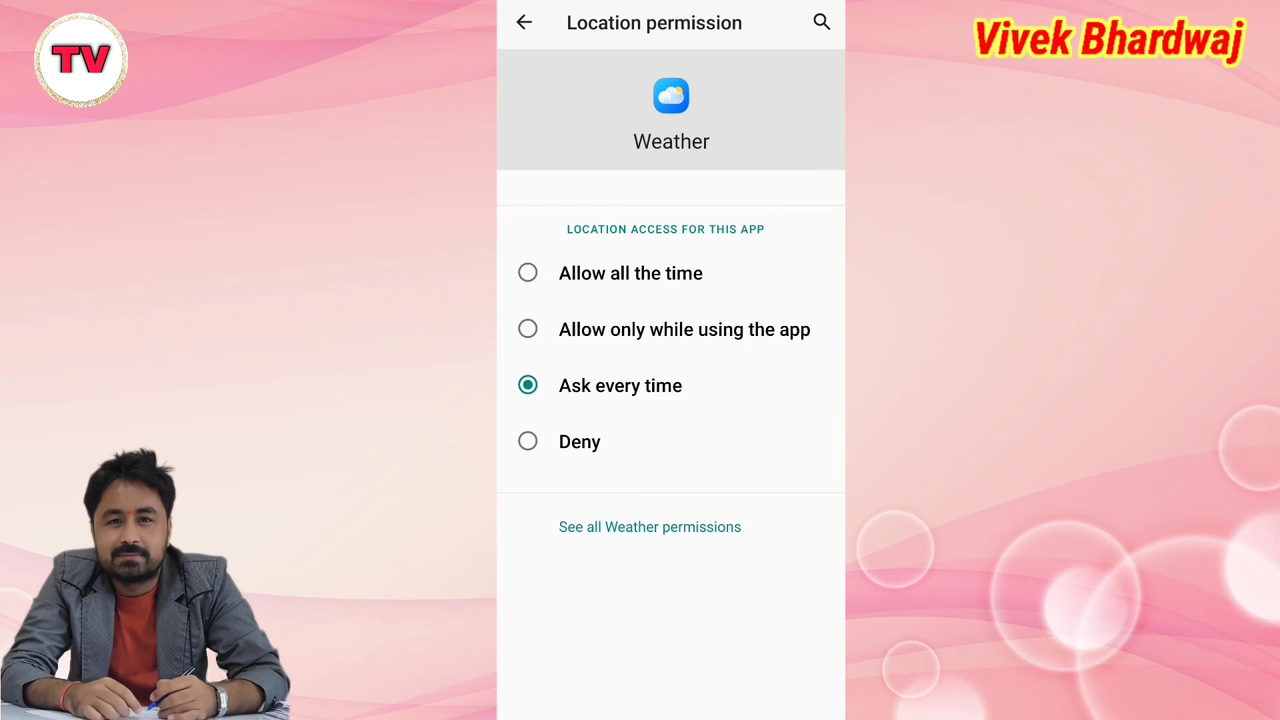 TV
Vivek Bhardwaj
Location permission
Weather
LOCATION ACCESS FOR THIS APP
Allow all the time
Allow only while using the app
Ask every time
Deny
See all Weather permissions